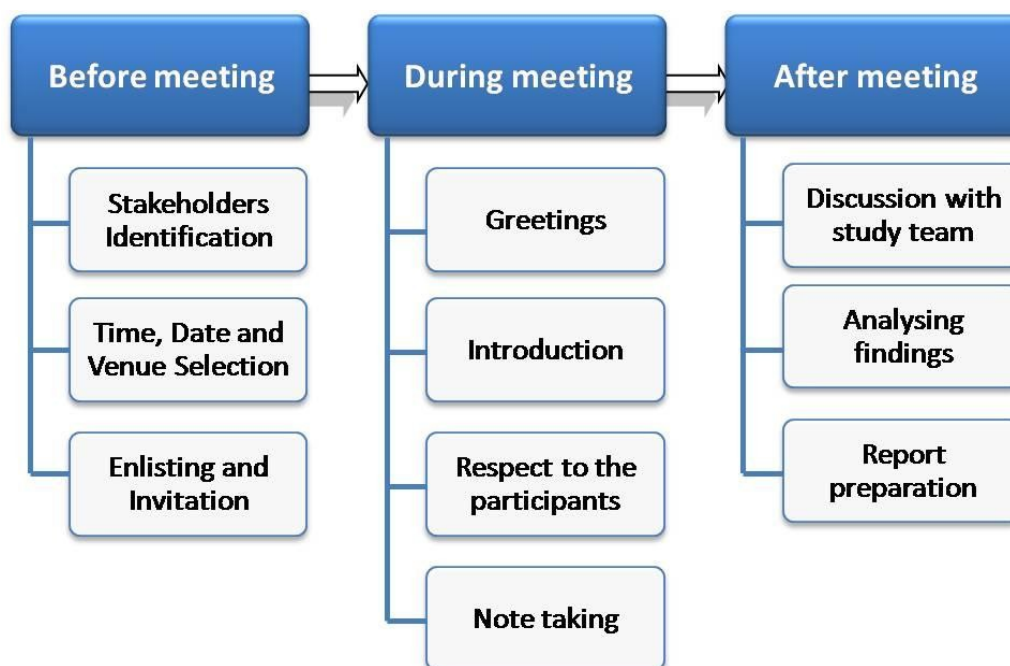 Before meeting
Stakeholders
Identification
Time, Date and
Venue Selection
Enlisting and
Invitation
During meeting
Greetings
Introduction
Respect to the
participants
Note taking
After meeting
Discussion with
study team
Analysing
findings
Report
preparation